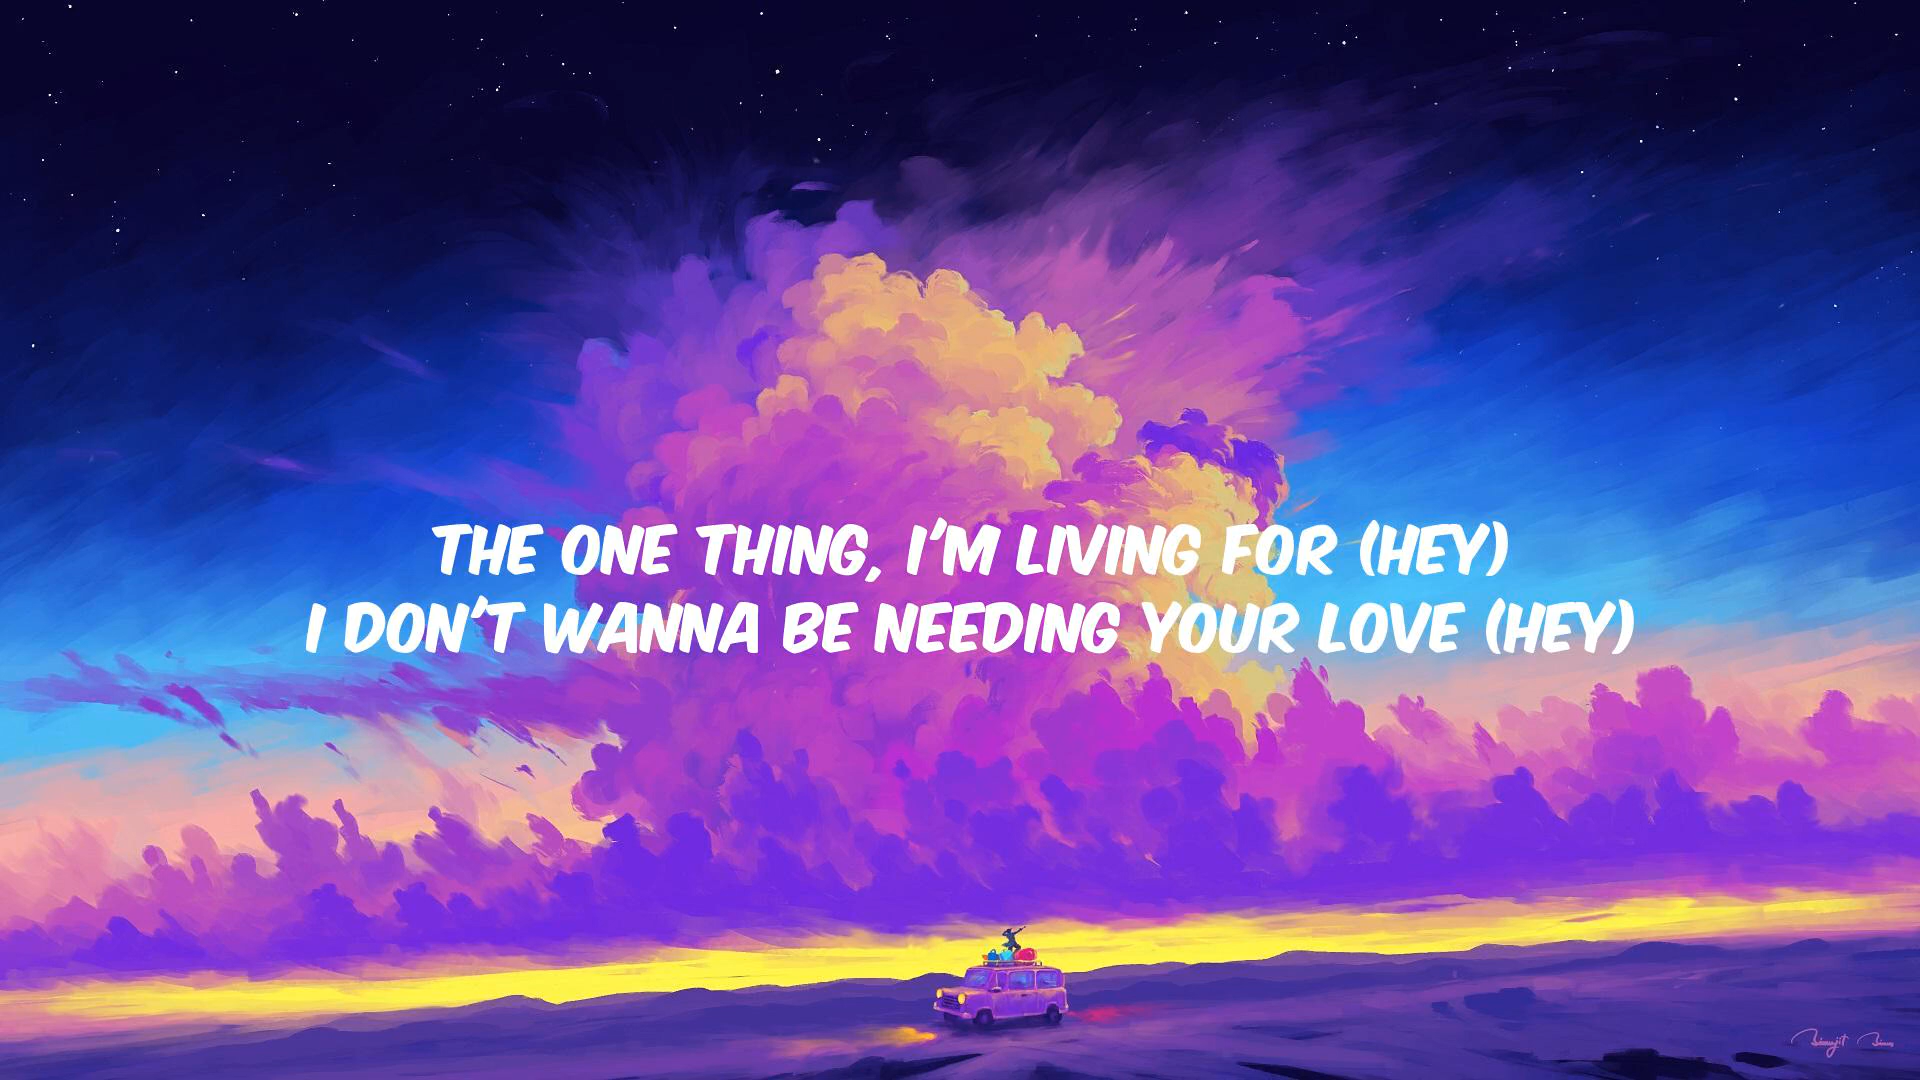 THE ONE THING, I'M LIVING FOR (HEY)
I DON'T WANNA BE NEEDING YOUR LOVE (HEY)